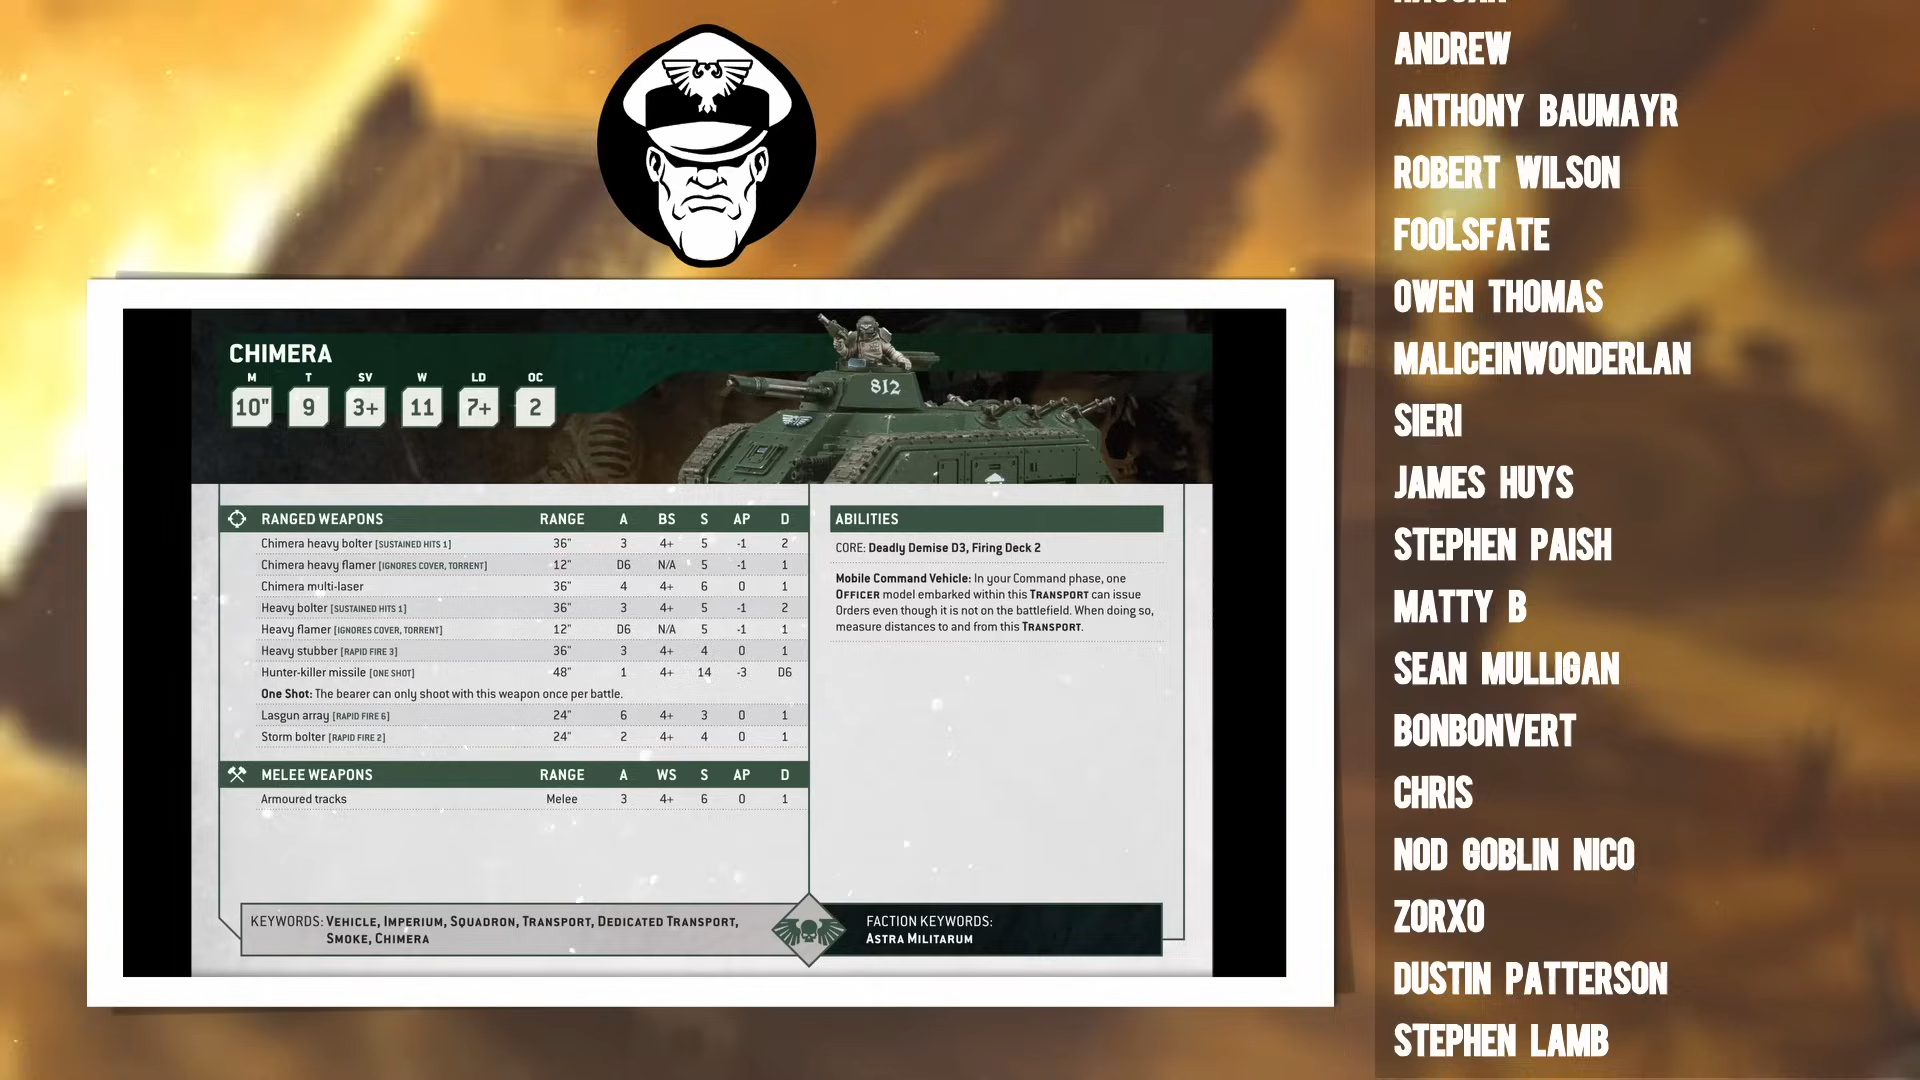 CHIMERA
M T SV W LD OC
10" 9 3+ 11 7+ 2
812
RANGED WEAPONS RANGE A BS S AP D
Chimera heavy bolter [SUSTAINED HITS 1] 36" 3 4+ 5 -1 2
Chimera heavy flamer [IGNORES COVER, TORRENT] 12" D6 N/A 5 -1 1
Chimera multi-laser 36" 4 4+ 6 0 1
Heavy bolter [SUSTAINED HITS 1] 36" 3 4+ 5 -1 2
Heavy flamer [IGNORES COVER, TORRENT] 12" D6 N/A 5 -1 1
Heavy stubber [RAPID FIRE 3] 36" 3 4+ 4 0 1
Hunter-killer missile [ONE SHOT] 48" 1 4+ 14 -3 D6
One Shot: The bearer can only shoot with this weapon once per battle.
Lasgun array [RAPID FIRE 6] 24" 6 4+ 3 0 1
Storm bolter [RAPID FIRE 2] 24" 2 4+ 4 0 1
MELEE WEAPONS RANGE A WS S AP D
Armoured tracks Melee 3 4+ 6 0 1
ABILITIES
CORE: Deadly Demise D3, Firing Deck 2
Mobile Command Vehicle: In your Command phase, one
OFFICER model embarked within this TRANSPORT can issue
Orders even though it is not on the battlefield. When doing so,
measure distances to and from this TRANSPORT.
KEYWORDS: VEHICLE, IMPERIUM, SQUADRON, TRANSPORT, DEDICATED TRANSPORT,
SMOKE, CHIMERA
FACTION KEYWORDS:
ASTRA MILITARUM
ANDREW
ANTHONY BAUMAYR
ROBERT WILSON
FOOLSFATE
OWEN THOMAS
MALICEINWONDERLAN
SIERI
JAMES HUYS
STEPHEN PAISH
MATTY B
SEAN MULLIGAN
BONBONVERT
CHRIS
NOD GOBLIN NICO
ZORXO
DUSTIN PATTERSON
STEPHEN LAMB